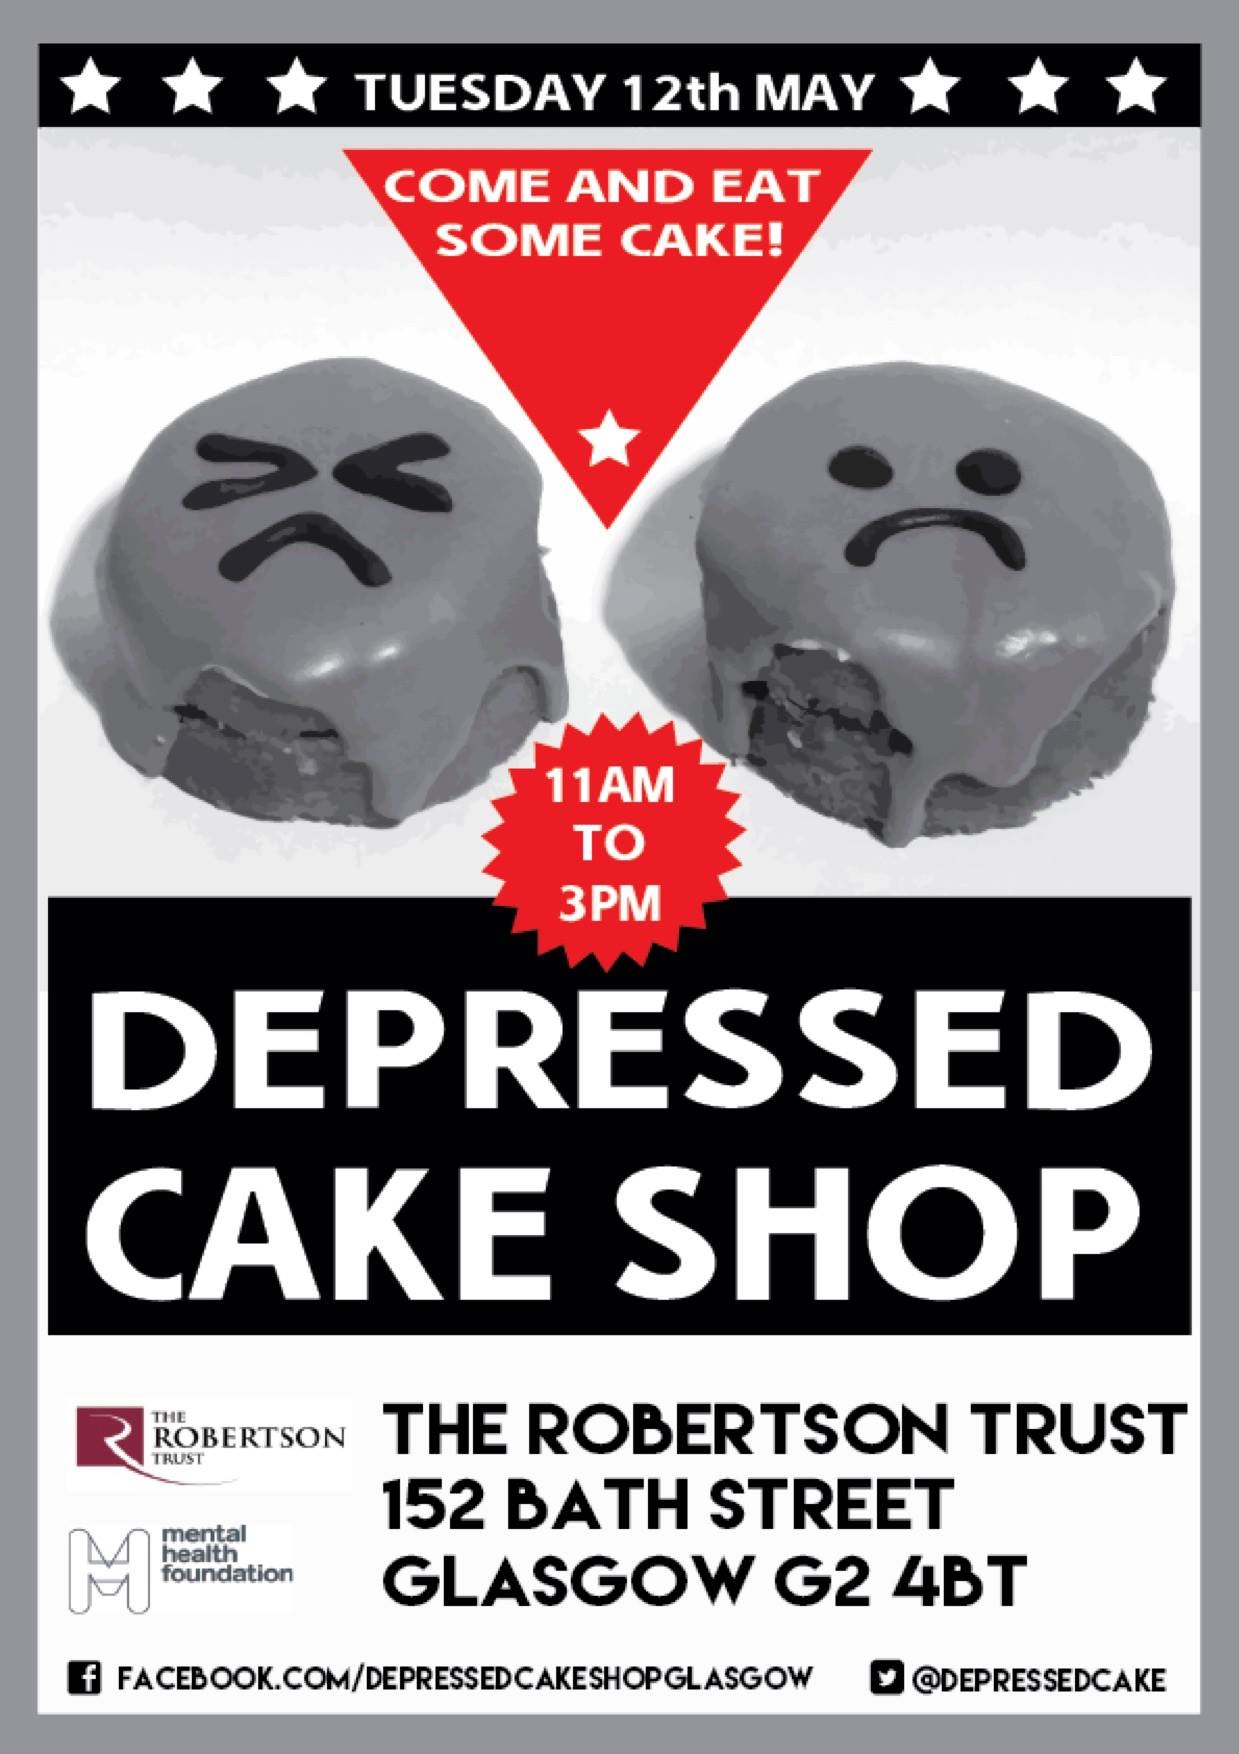 TUESDAY 12th MAY
COME AND EAT
SOME CAKE!
11AM
TO
3PM
DEPRESSED
CAKE SHOP
THE
ROBERTSON
TRUST
THE ROBERTSON TRUST
152 BATH STREET
GLASGOW G2 4BT
mental
health
foundation
FACEBOOK.COM/DEPRESSEDCAKESHOPGLASGOW
@DEPRESSEDCAKE